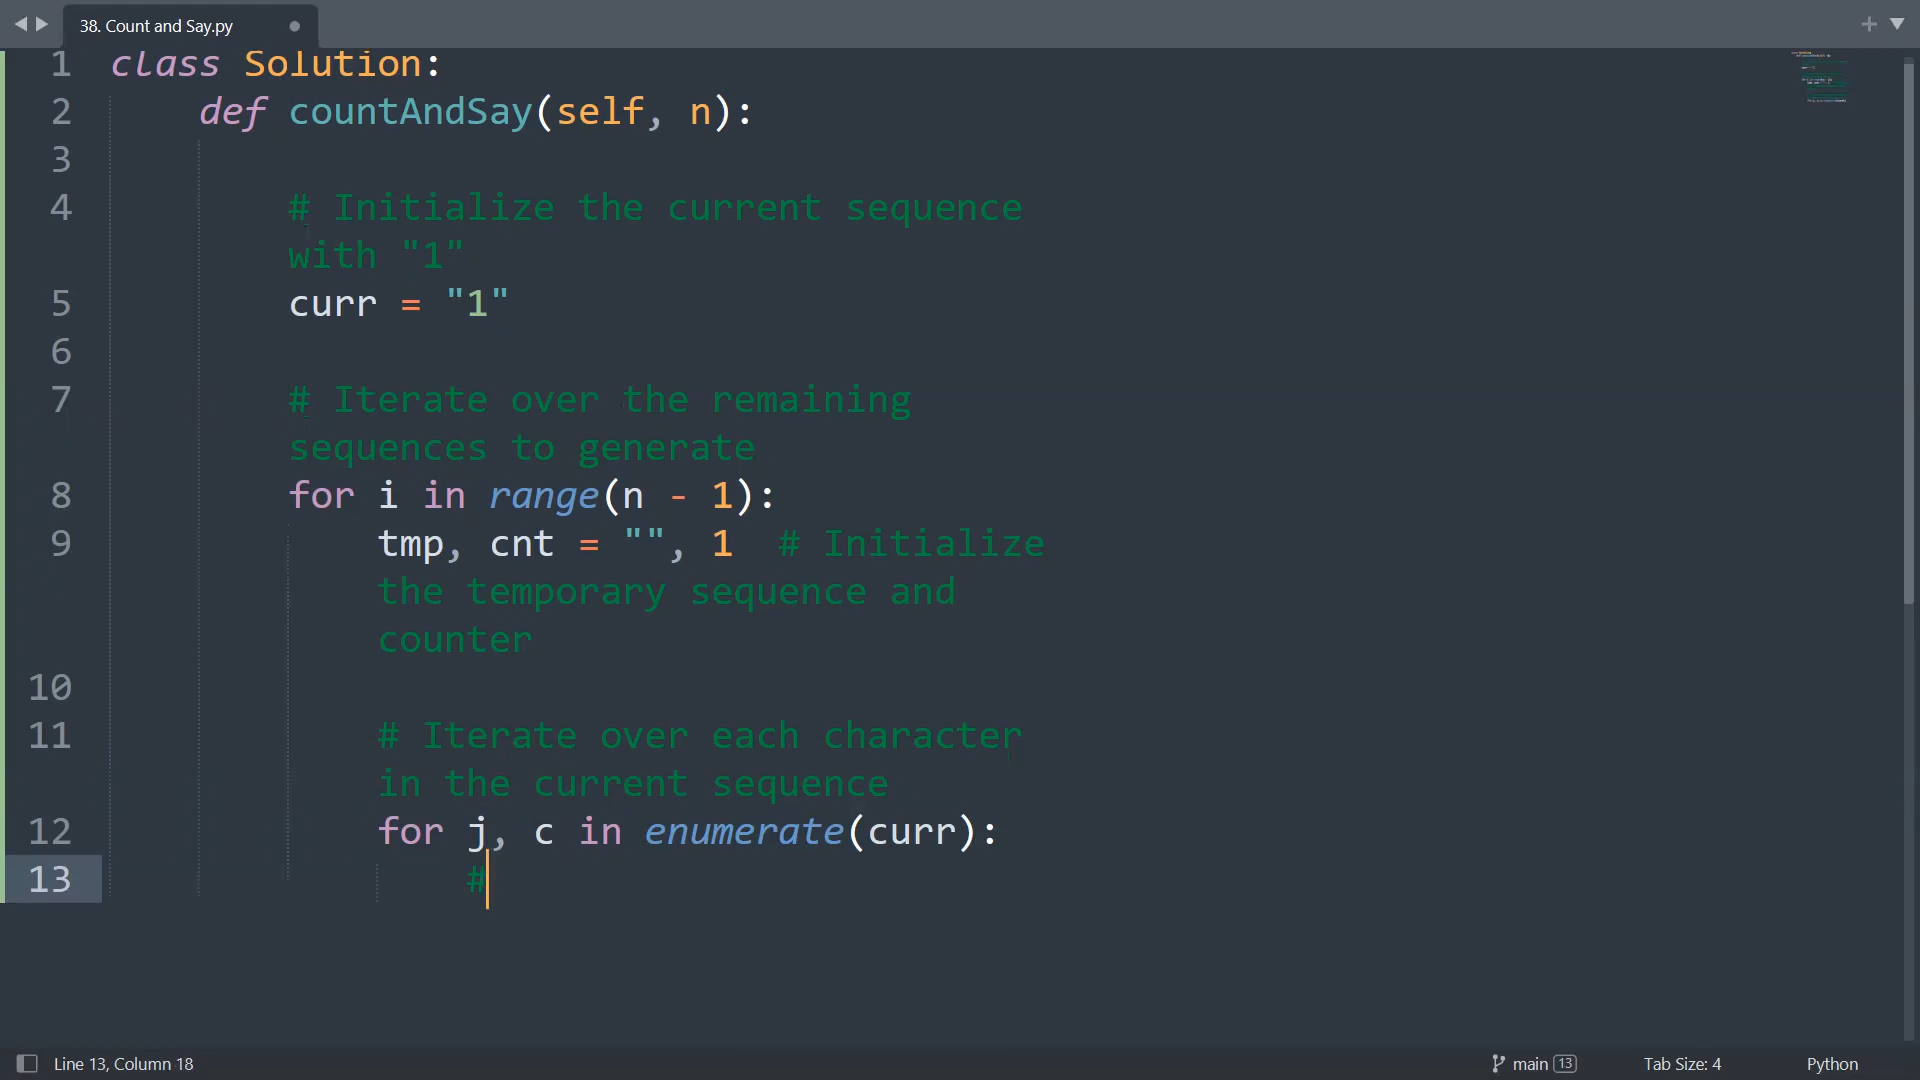 38. Count and Say.py
1 class Solution:
2 def countAndSay(self, n):
3
4 # Initialize the current sequence
with "1"
5 curr = "1"
6
7 # Iterate over the remaining
sequences to generate
8 for i in range(n - 1):
9 tmp, cnt = "", 1 # Initialize
the temporary sequence and
counter
10
11 # Iterate over each character
in the current sequence
12 for j, c in enumerate(curr):
13 #
Line 13, Column 18
main 13
Tab Size: 4
Python